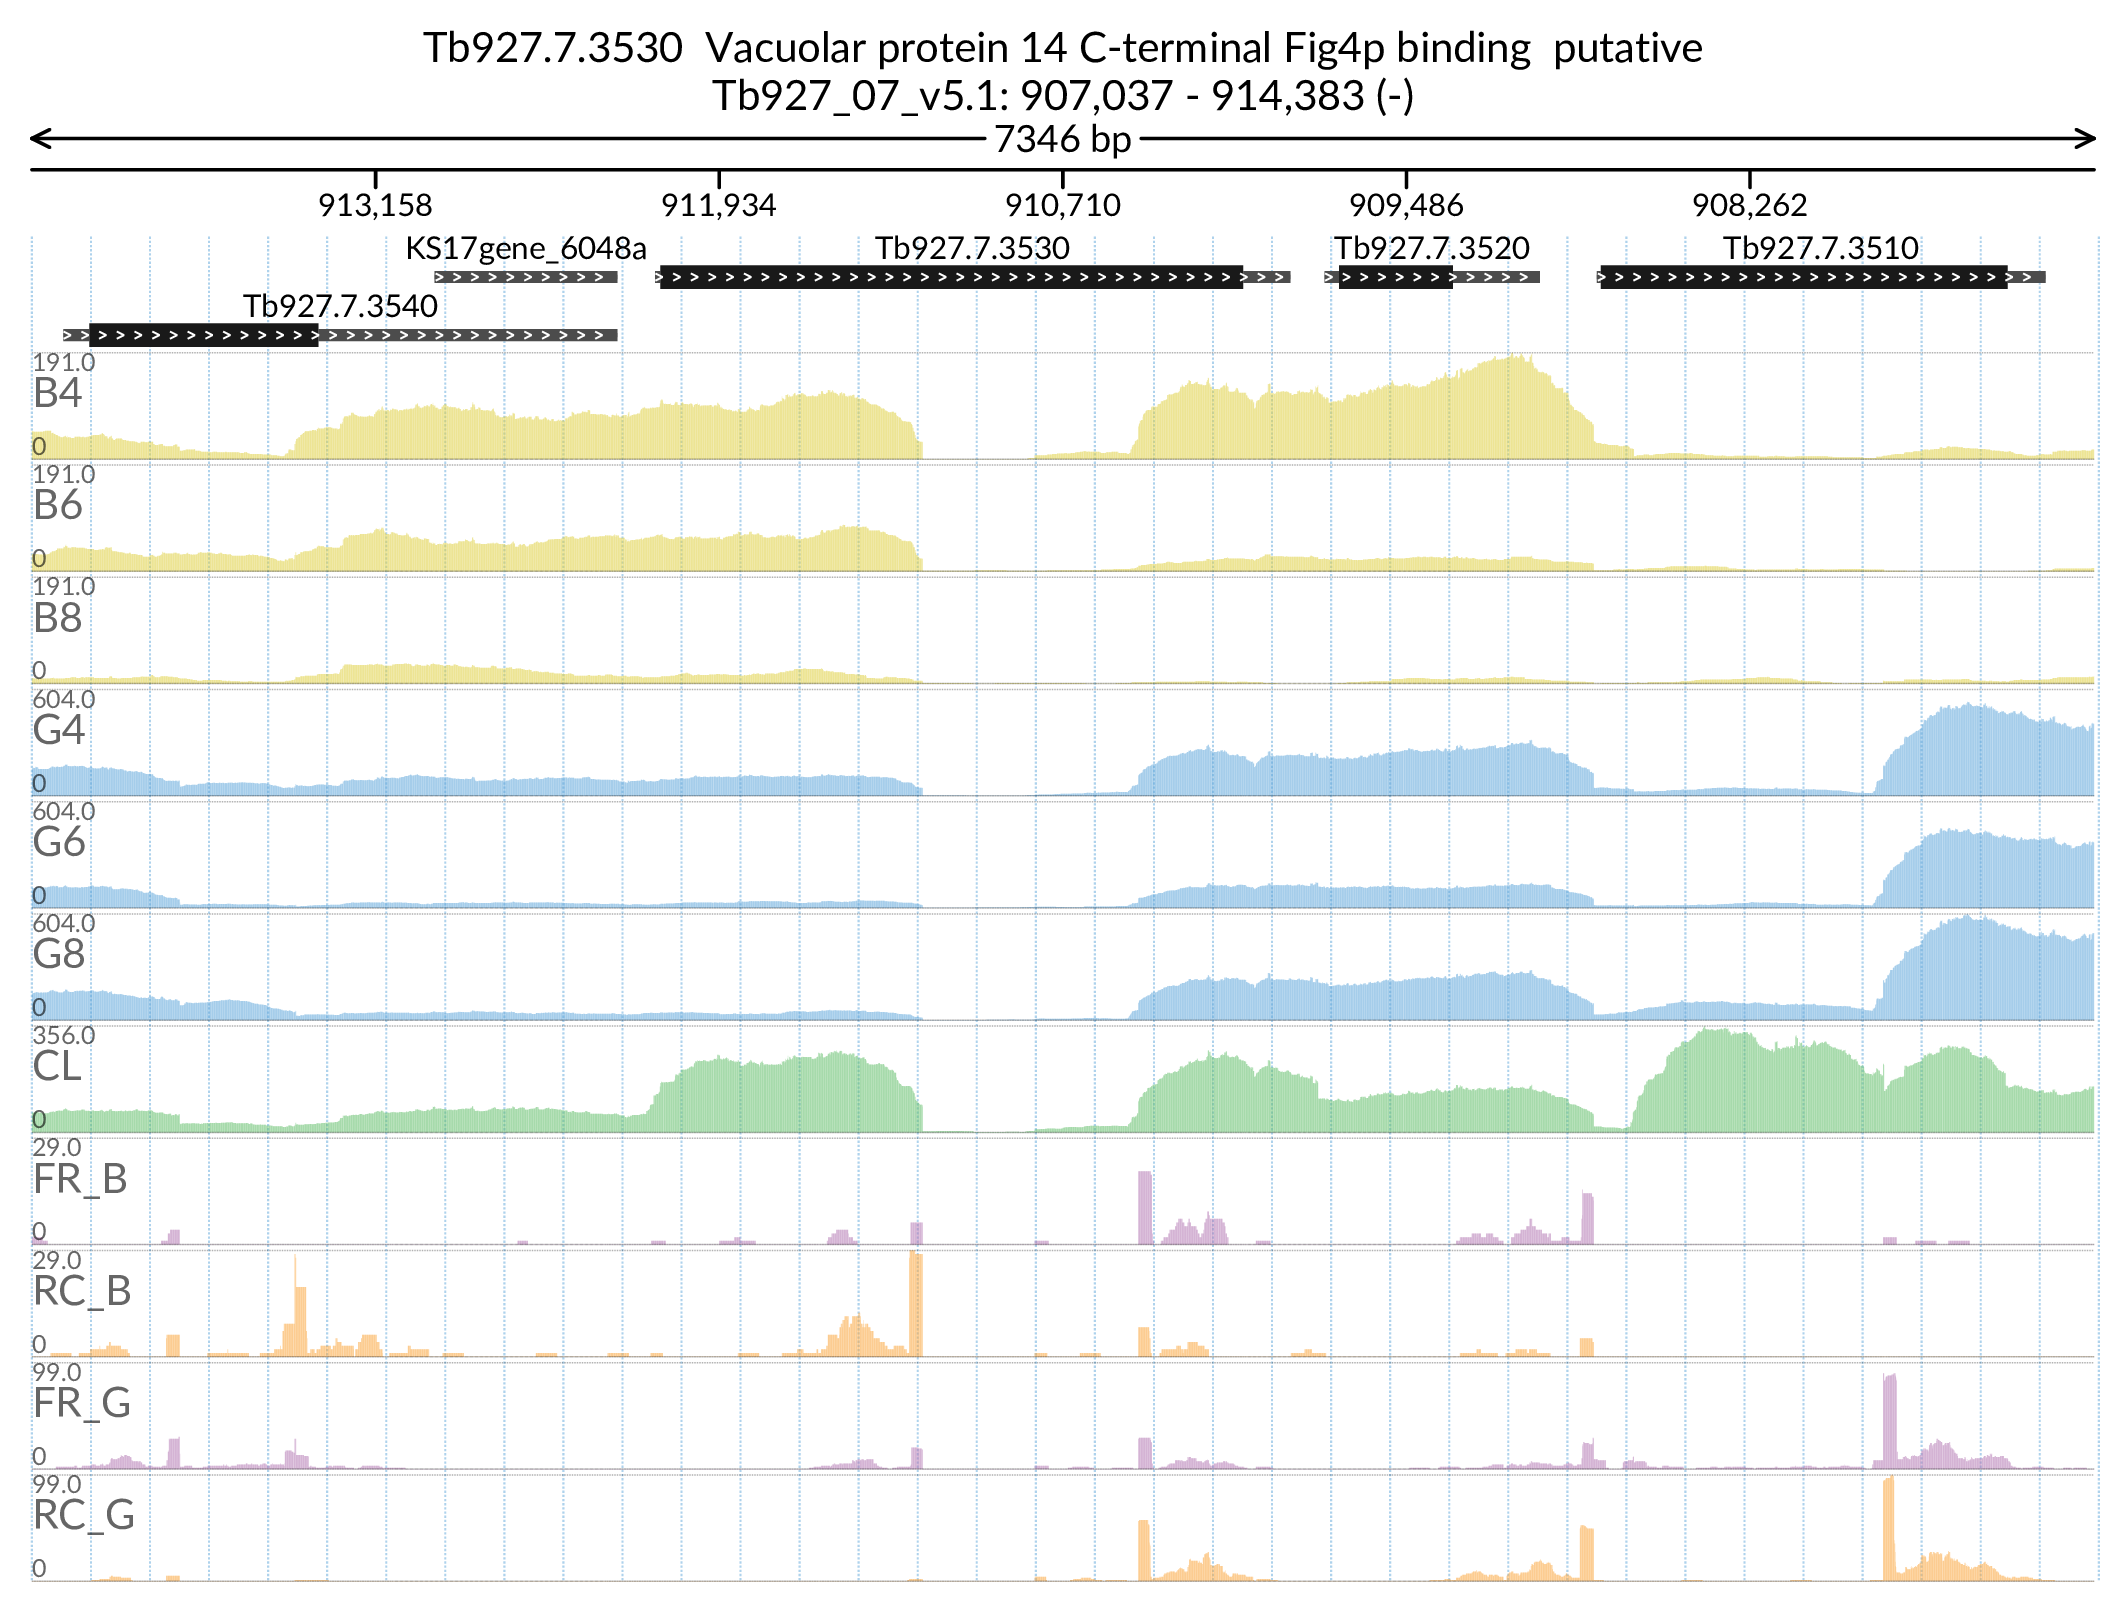 Tb927.7.3530  Vacuolar protein 14 C-terminal Fig4p binding  putative
Tb927_07_v5.1: 907,037 - 914,383 (-)
7346 bp
913,158 911,934 910,710 909,486 908,262
KS17gene_6048a Tb927.7.3530 Tb927.7.3520 Tb927.7.3510
Tb927.7.3540
191.0
B4
0
191.0
B6
0
191.0
B8
0
604.0
G4
0
604.0
G6
0
604.0
G8
0
356.0
CL
0
29.0
FR_B
0
29.0
RC_B
0
99.0
FR_G
0
99.0
RC_G
0